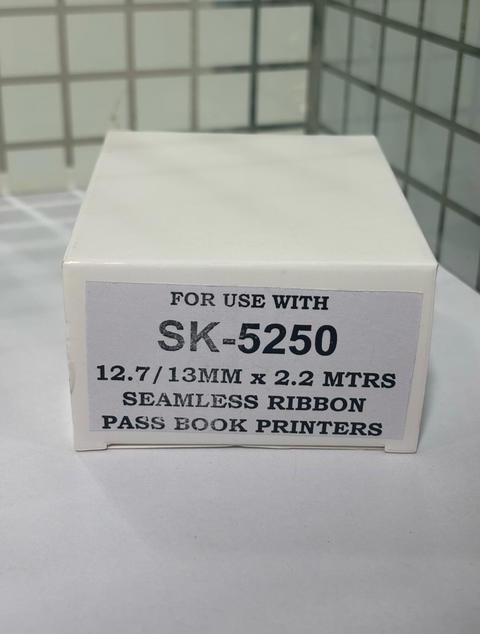 FOR USE WITH
SK-5250
12.7/13MM x 2.2 MTRS
SEAMLESS RIBBON
PASS BOOK PRINTERS